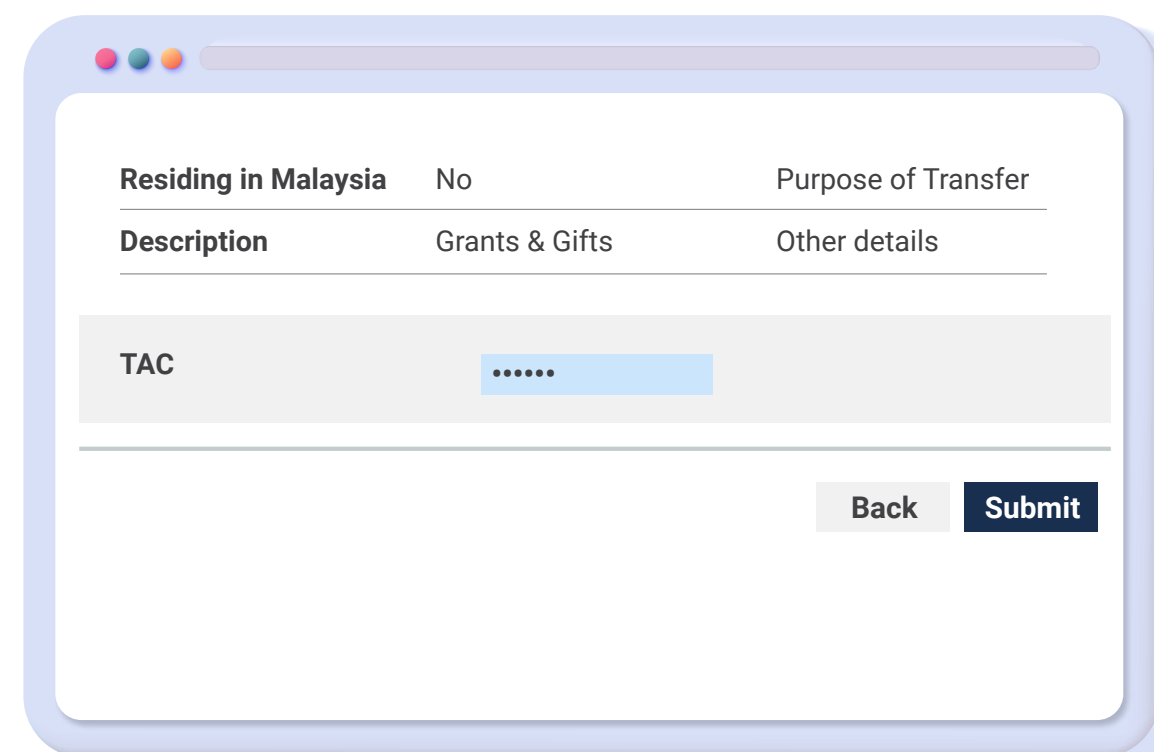 Residing in Malaysia No Purpose of Transfer
Description Grants & Gifts Other details
TAC ••••••
Back Submit